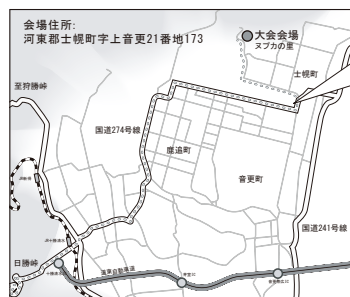 会場住所:
河東郡士幌町字上音更21番地173
大会会場
ヌプカの里
士幌町
至狩勝峠
国道274号線
鹿追町
音更町
国道241号線
日勝峠
道東自動車道